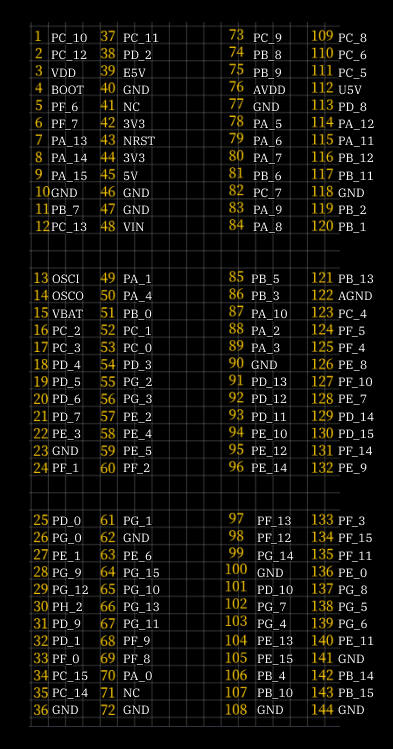 1 PC_10 37 PC_11 73 PC_9 109 PC_8
2 PC_12 38 PD_2 74 PB_8 110 PC_6
3 VDD 39 E5V 75 PB_9 111 PC_5
4 BOOT 40 GND 76 AVDD 112 U5V
5 PF_6 41 NC 77 GND 113 PD_8
6 PF_7 42 3V3 78 PA_5 114 PA_12
7 PA_13 43 NRST 79 PA_6 115 PA_11
8 PA_14 44 3V3 80 PA_7 116 PB_12
9 PA_15 45 5V 81 PB_6 117 PB_11
10 GND 46 GND 82 PC_7 118 GND
11 PB_7 47 GND 83 PA_9 119 PB_2
12 PC_13 48 VIN 84 PA_8 120 PB_1
13 OSCI 49 PA_1 85 PB_5 121 PB_13
14 OSCO 50 PA_4 86 PB_3 122 AGND
15 VBAT 51 PB_0 87 PA_10 123 PC_4
16 PC_2 52 PC_1 88 PA_2 124 PF_5
17 PC_3 53 PC_0 89 PA_3 125 PF_4
18 PD_4 54 PD_3 90 GND 126 PE_8
19 PD_5 55 PG_2 91 PD_13 127 PF_10
20 PD_6 56 PG_3 92 PD_12 128 PE_7
21 PD_7 57 PE_2 93 PD_11 129 PD_14
22 PE_3 58 PE_4 94 PE_10 130 PD_15
23 GND 59 PE_5 95 PE_12 131 PF_14
24 PF_1 60 PF_2 96 PE_14 132 PE_9
25 PD_0 61 PG_1 97 PF_13 133 PF_3
26 PG_0 62 GND 98 PF_12 134 PF_15
27 PE_1 63 PE_6 99 PG_14 135 PF_11
28 PG_9 64 PG_15 100 GND 136 PE_0
29 PG_12 65 PG_10 101 PD_10 137 PG_8
30 PH_2 66 PG_13 102 PG_7 138 PG_5
31 PD_9 67 PG_11 103 PG_4 139 PG_6
32 PD_1 68 PF_9 104 PE_13 140 PE_11
33 PF_0 69 PF_8 105 PE_15 141 GND
34 PC_15 70 PA_0 106 PB_4 142 PB_14
35 PC_14 71 NC 107 PB_10 143 PB_15
36 GND 72 GND 108 GND 144 GND